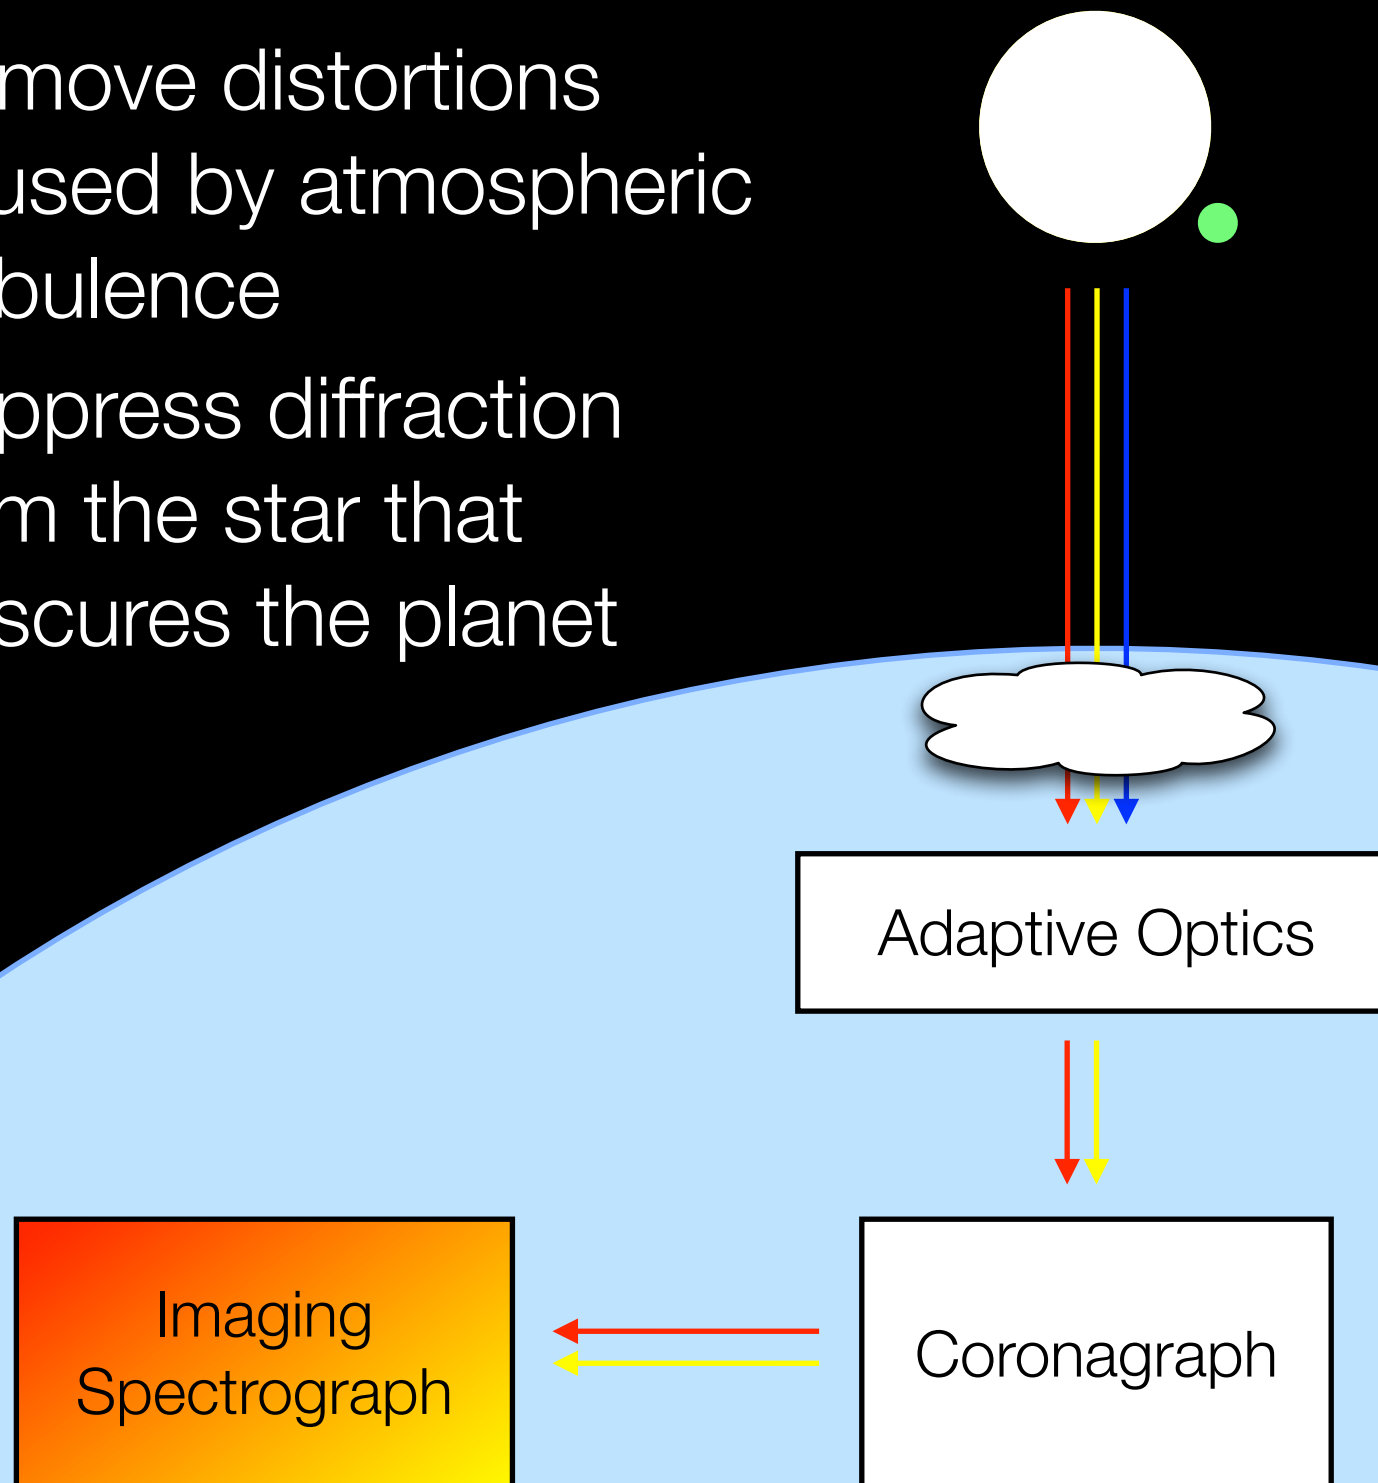 move distortions
used by atmospheric
bulence
ppress diffraction
m the star that
scures the planet
Adaptive Optics
Imaging
Spectrograph
Coronagraph